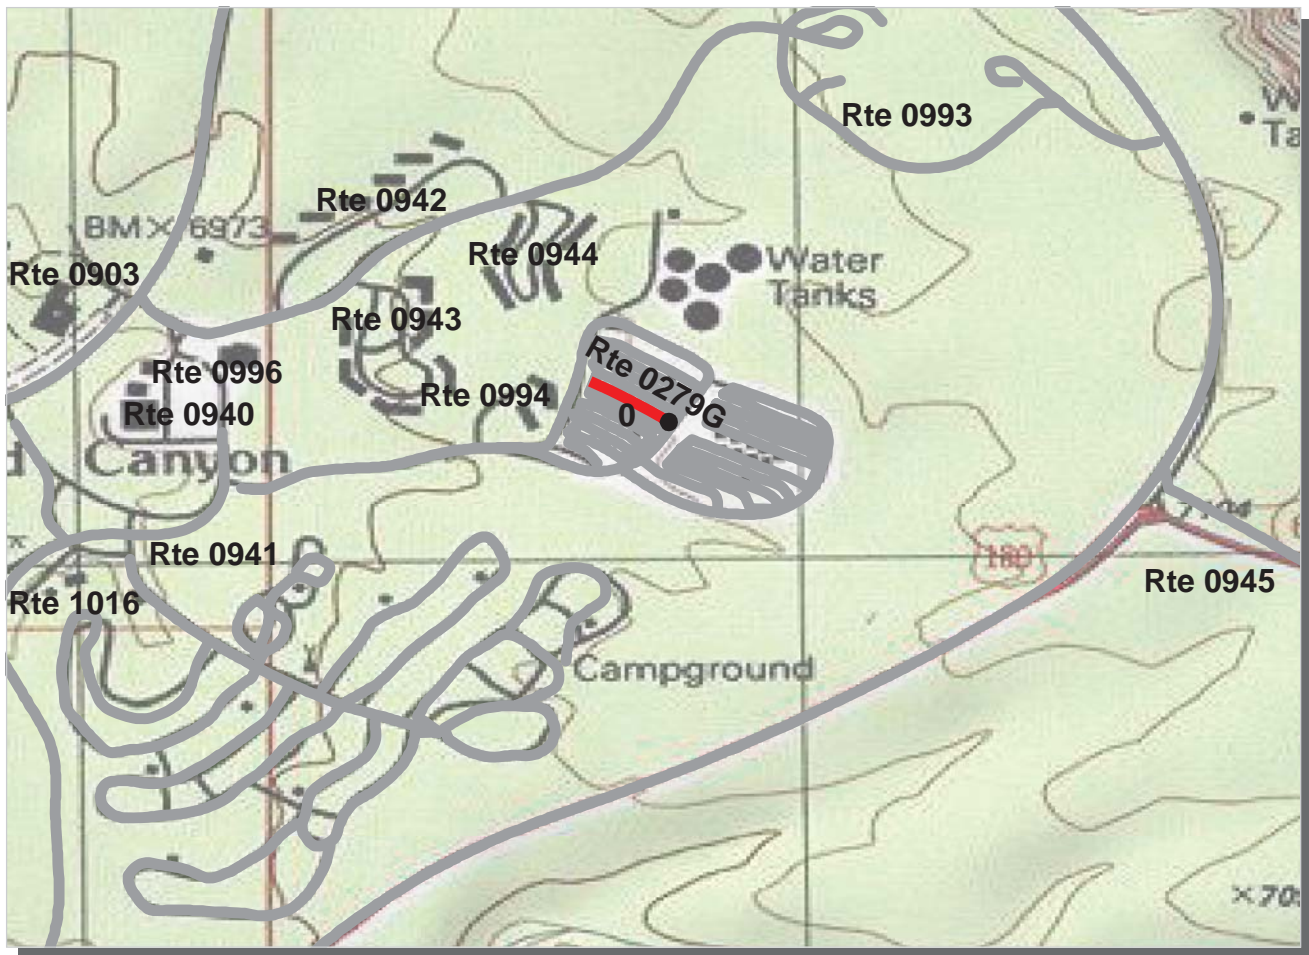 Rte 0993
W
Ta
Rte 0942
BM × 6973
Rte 0944
Rte 0903
Water
Tanks
Rte 0943
Rte 0279G
Rte 0996
Rte 0994
Rte 0940
0
d
Canyon
Rte 0941
180
Rte 0945
Rte 1016
Campground
×70